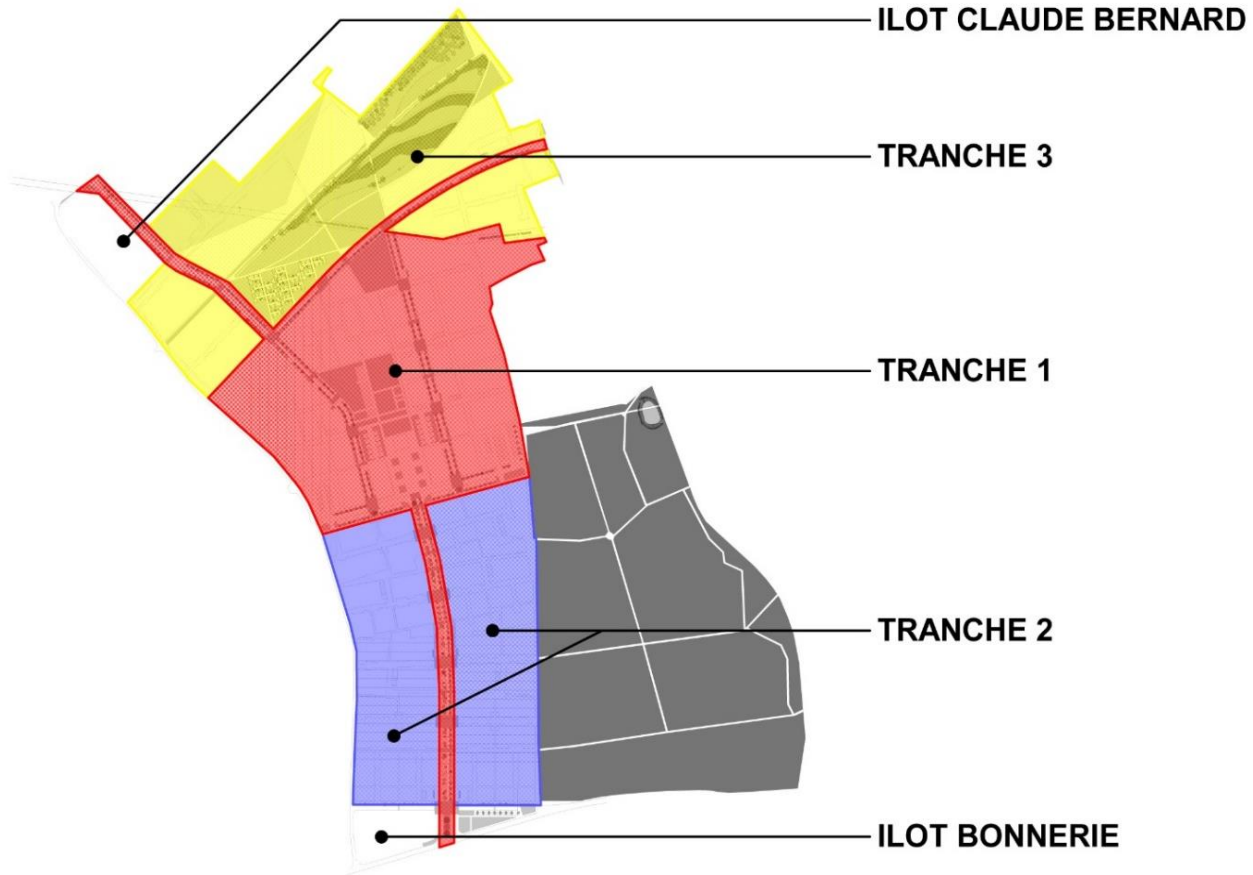 ILOT CLAUDE BERNARD
TRANCHE 3
TRANCHE 1
TRANCHE 2
ILOT BONNERIE